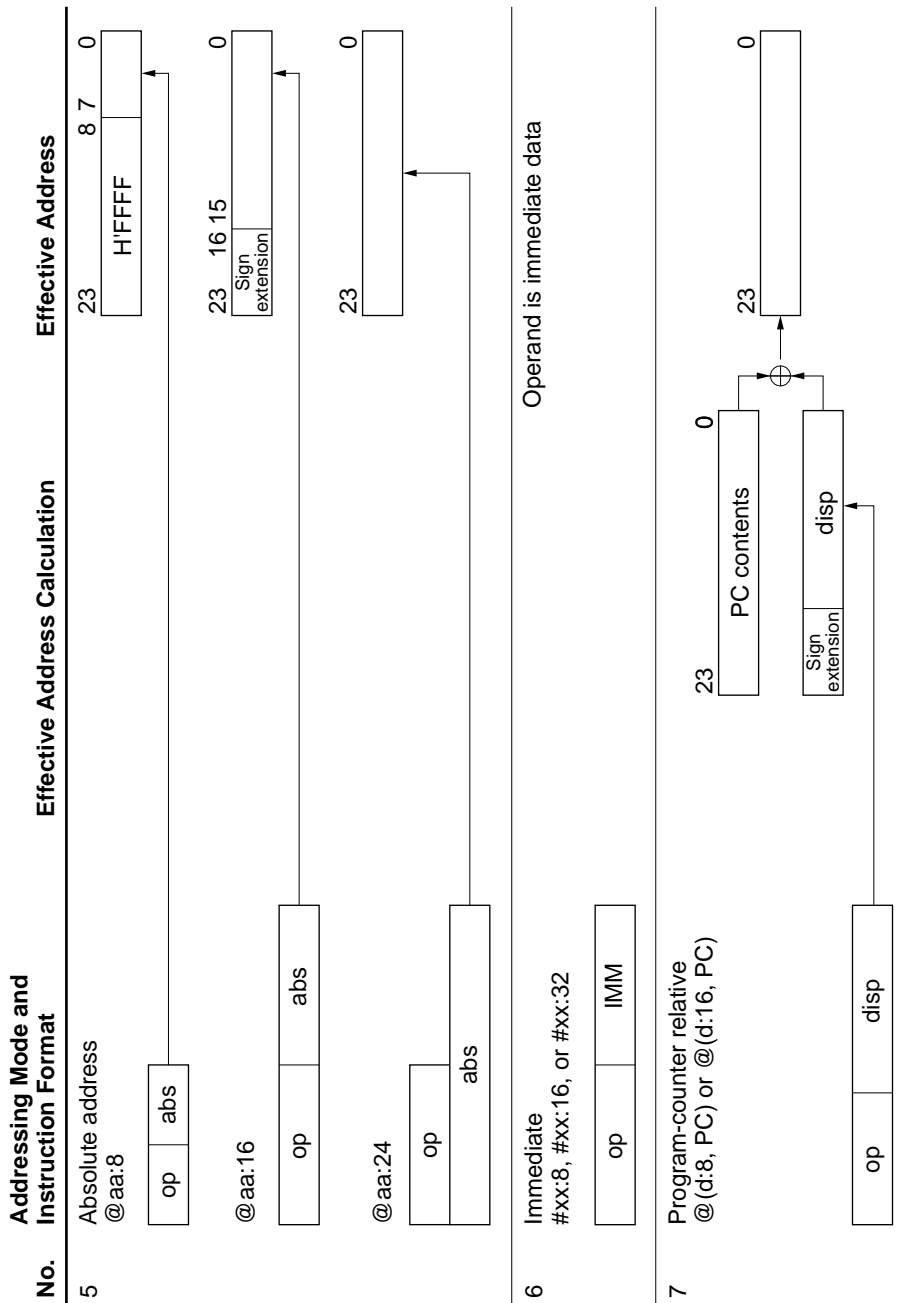 No.
Addressing Mode and
Instruction Format
Effective Address Calculation
Effective Address
5
Absolute address
@aa:8
op abs
23 8 7 0
H'FFFF
@aa:16
op abs
23 16 15 0
Sign
extension
@aa:24
op
abs
23 0
6
Immediate
#xx:8, #xx:16, or #xx:32
op IMM
Operand is immediate data
7
Program-counter relative
@(d:8, PC) or @(d:16, PC)
op disp
23 0
PC contents
Sign
extension
disp
23 0